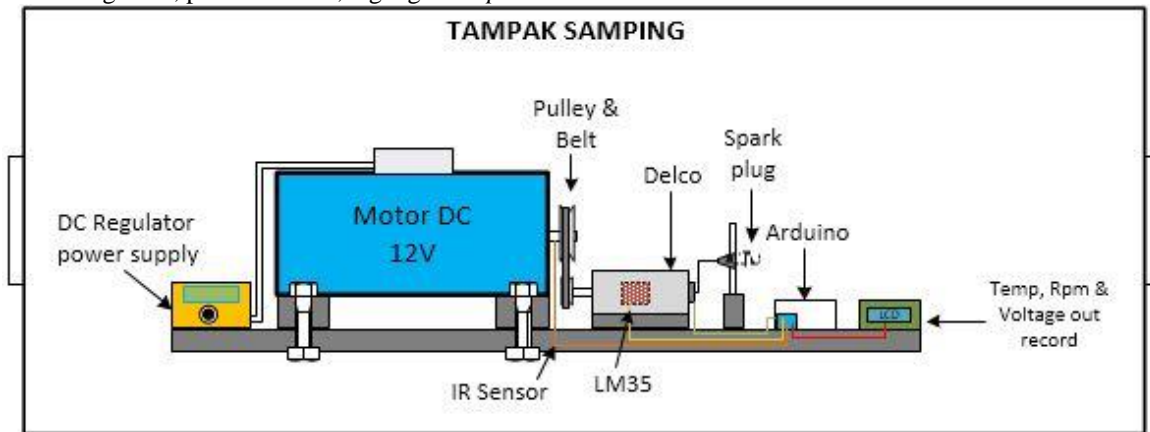 TAMPAK SAMPING
Pulley &
Belt
Spark
plug
Delco
Motor DC
12V
Arduino
DC Regulator
power supply
Temp, Rpm &
Voltage out
record
LCD
IR Sensor
LM35